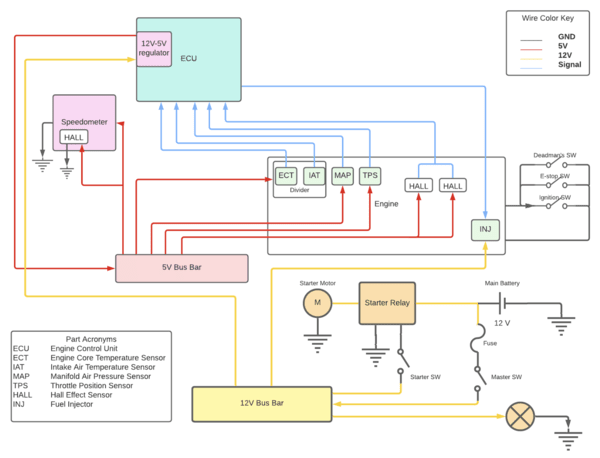 Wire Color Key
GND
5V
12V
Signal
12V-5V
regulator
ECU
Speedometer
HALL
Deadman's SW
E-stop SW
Ignition SW
ECT
IAT
MAP
TPS
Divider
Engine
HALL
HALL
INJ
5V Bus Bar
Starter Motor
M
Starter Relay
Main Battery
12 V
Fuse
Starter SW
Master SW
12V Bus Bar
Part Acronyms
ECU Engine Control Unit
ECT Engine Core Temperature Sensor
IAT Intake Air Temperature Sensor
MAP Manifold Air Pressure Sensor
TPS Throttle Position Sensor
HALL Hall Effect Sensor
INJ Fuel Injector